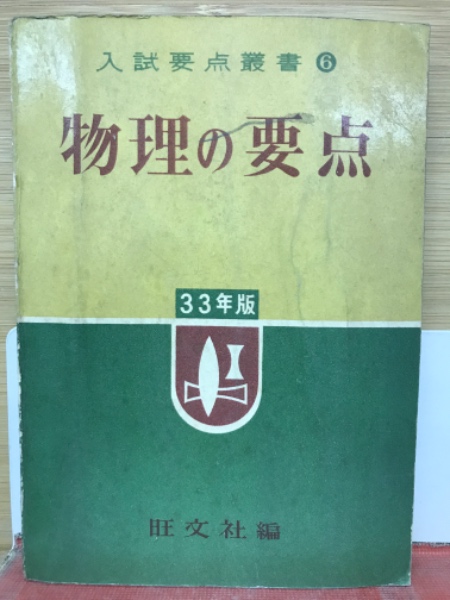 入試要点叢書❻
物理の要点
33年版
旺文社編